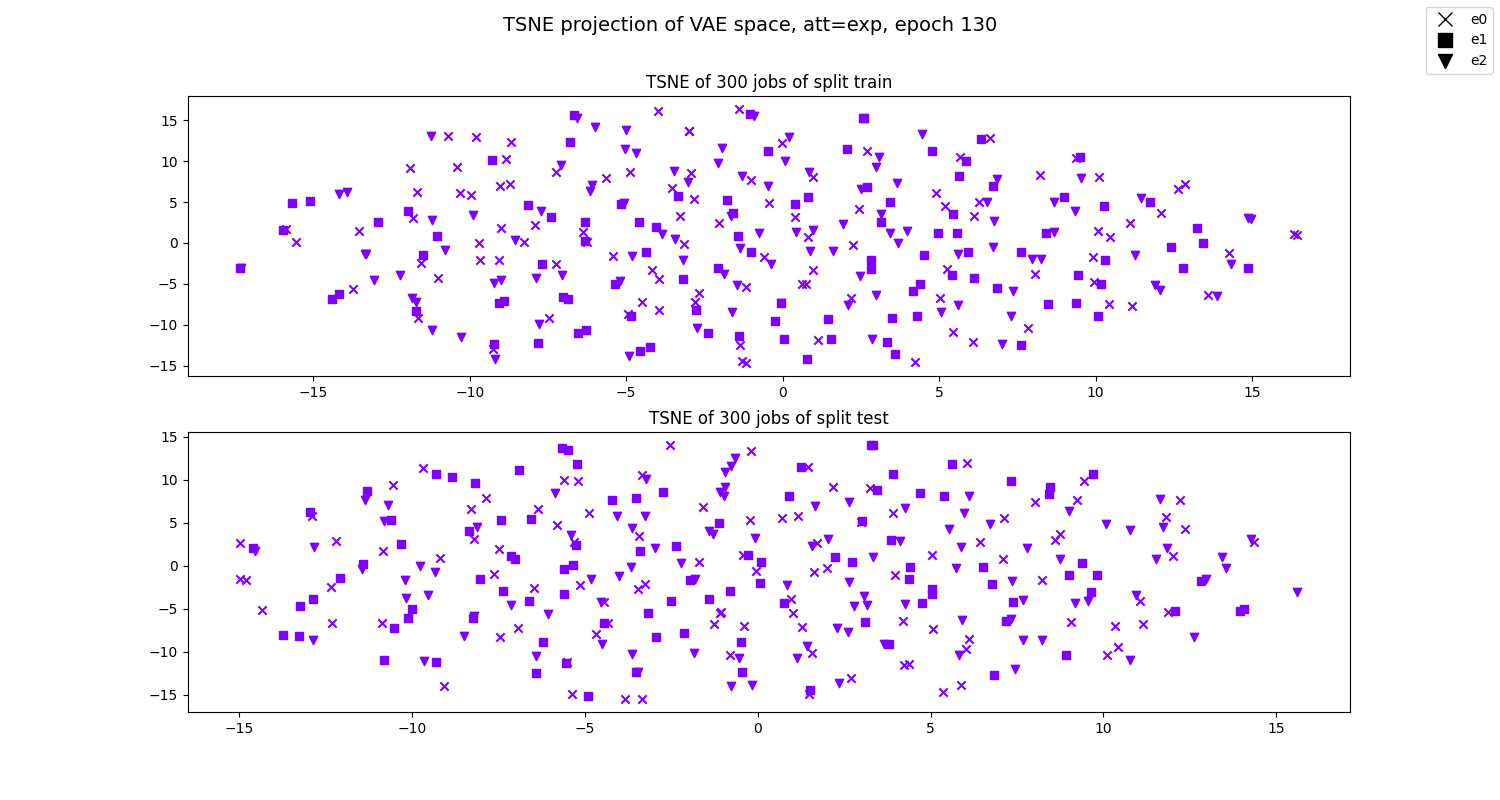 TSNE projection of VAE space, att=exp, epoch 130
e0
e1
e2
TSNE of 300 jobs of split train
15
10
5
0
−5
−10
−15
−15 −10 −5 0 5 10 15
TSNE of 300 jobs of split test
15
10
5
0
−5
−10
−15
−15 −10 −5 0 5 10 15